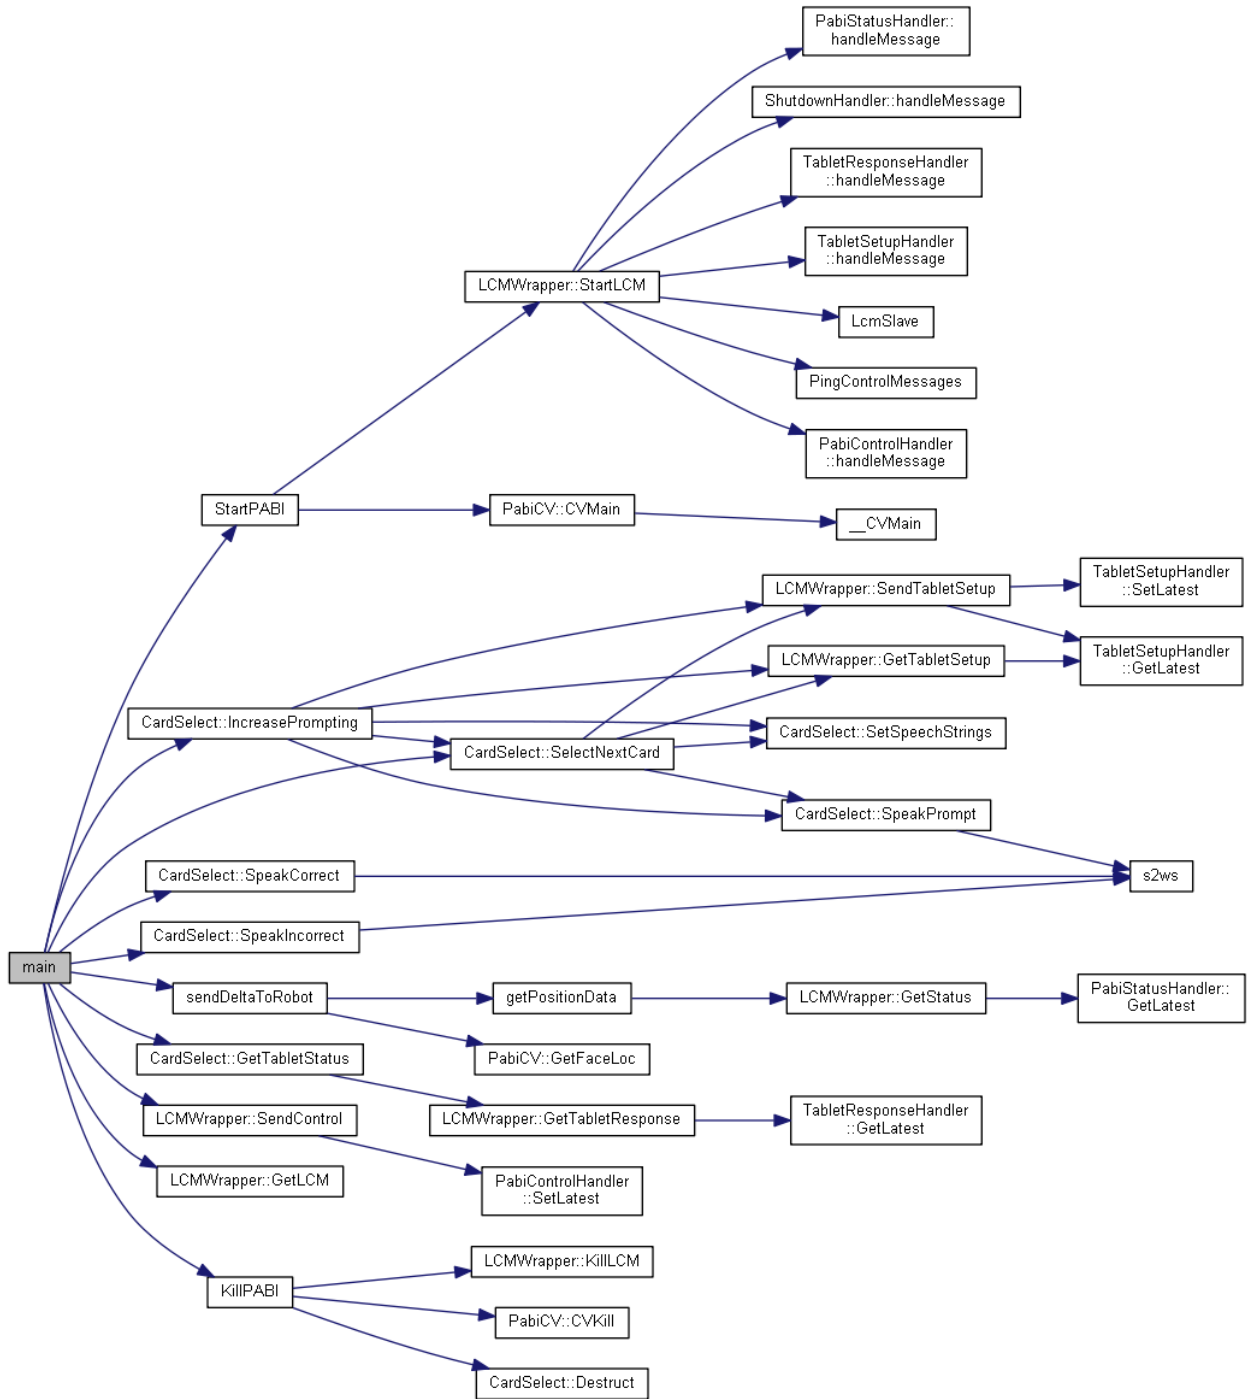 PabiStatusHandler::
handleMessage
ShutdownHandler::handleMessage
TabletResponseHandler
::handleMessage
TabletSetupHandler
::handleMessage
LCMWrapper::StartLCM
LcmSlave
PingControlMessages
PabiControlHandler
::handleMessage
StartPABI
PabiCV::CVMain
__CVMain
LCMWrapper::SendTabletSetup
TabletSetupHandler
::SetLatest
LCMWrapper::GetTabletSetup
TabletSetupHandler
::GetLatest
CardSelect::IncreasePrompting
CardSelect::SetSpeechStrings
CardSelect::SelectNextCard
CardSelect::SpeakPrompt
CardSelect::SpeakCorrect
s2ws
CardSelect::SpeakIncorrect
main
sendDeltaToRobot
getPositionData
LCMWrapper::GetStatus
PabiStatusHandler::
GetLatest
CardSelect::GetTabletStatus
PabiCV::GetFaceLoc
LCMWrapper::SendControl
LCMWrapper::GetTabletResponse
TabletResponseHandler
::GetLatest
LCMWrapper::GetLCM
PabiControlHandler
::SetLatest
KillPABI
LCMWrapper::KillLCM
PabiCV::CVKill
CardSelect::Destruct